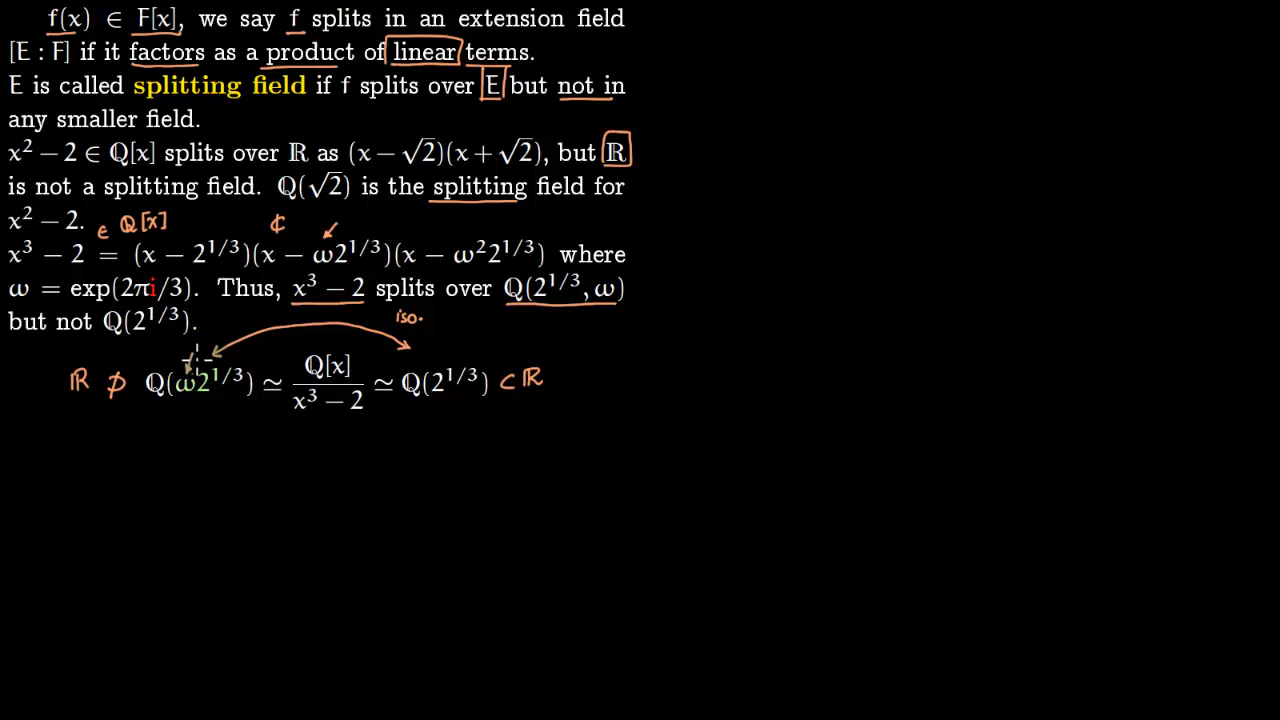 f(x) ∈ F[x], we say f splits in an extension field
[E : F] if it factors as a product of linear terms.
E is called splitting field if f splits over E but not in
any smaller field.
x² − 2 ∈ ℚ[x] splits over ℝ as (x − √2)(x + √2), but ℝ
is not a splitting field. ℚ(√2) is the splitting field for
x² − 2.
∈ ℚ[x] ¢
x³ − 2 = (x − 2^{1/3})(x − ω2^{1/3})(x − ω²2^{1/3}) where
ω = exp(2πi/3). Thus, x³ − 2 splits over ℚ(2^{1/3}, ω)
but not ℚ(2^{1/3}).
iso.
ℝ ⊅ ℚ(ω2^{1/3}) ≃ ℚ[x] / x³ − 2 ≃ ℚ(2^{1/3}) ⊂ ℝ